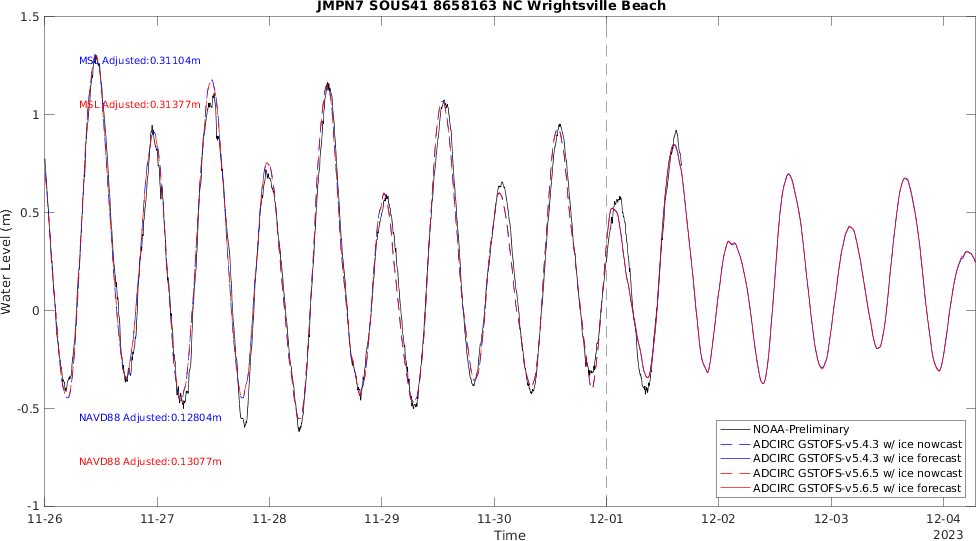 JMPN7 SOUS41 8658163 NC Wrightsville Beach
1.5
MSL Adjusted:0.31104m
MSL Adjusted:0.31377m
1
0.5
Water Level (m)
0
-0.5
NAVD88 Adjusted:0.12804m
NAVD88 Adjusted:0.13077m
NOAA-Preliminary
ADCIRC GSTOFS-v5.4.3 w/ ice nowcast
ADCIRC GSTOFS-v5.4.3 w/ ice forecast
ADCIRC GSTOFS-v5.6.5 w/ ice nowcast
ADCIRC GSTOFS-v5.6.5 w/ ice forecast
-1
11-26 11-27 11-28 11-29 11-30 12-01 12-02 12-03 12-04
Time
2023